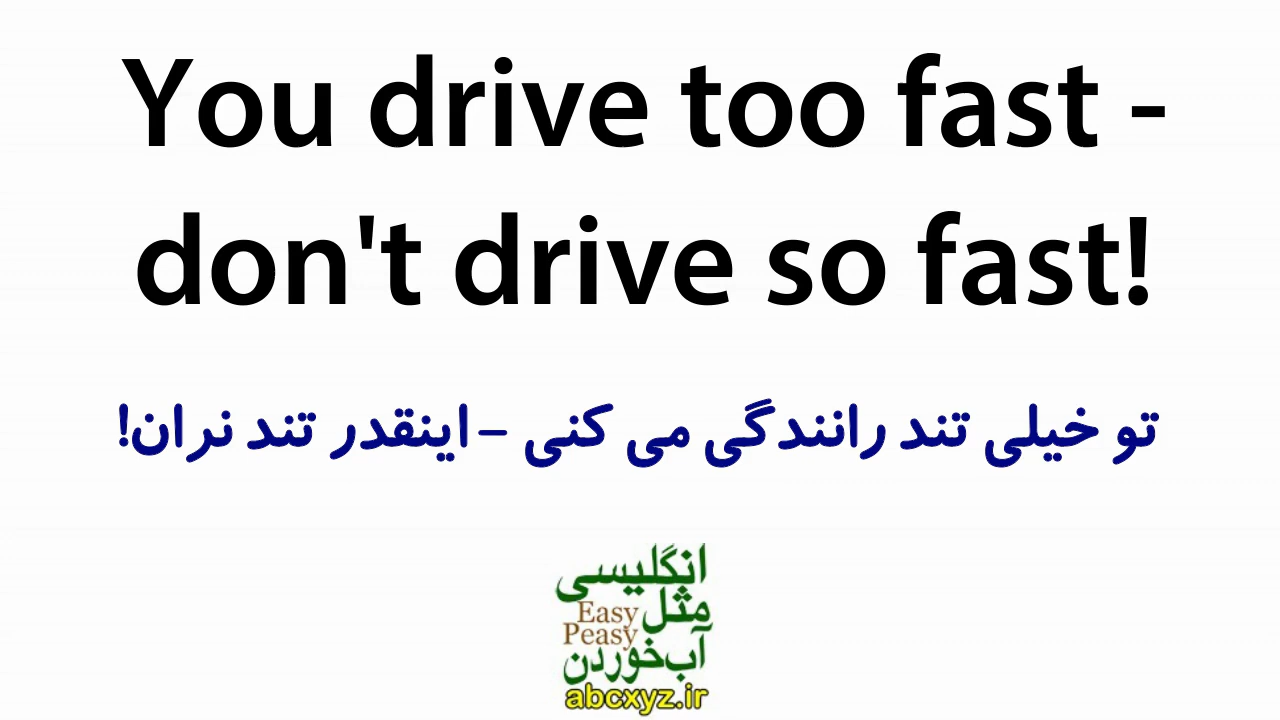 You drive too fast -
don't drive so fast!
تو خیلی تند رانندگی می کنی – اینقدر تند نران!
انگلیسی
مثل
Easy
Peasy
آب‌خوردن
abcxyz.ir